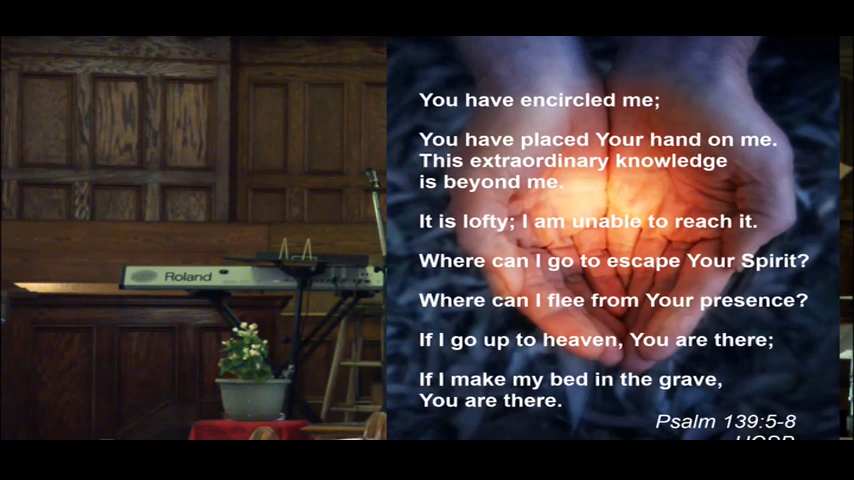 Roland
You have encircled me;
You have placed Your hand on me.
This extraordinary knowledge
is beyond me.
It is lofty; I am unable to reach it.
Where can I go to escape Your Spirit?
Where can I flee from Your presence?
If I go up to heaven, You are there;
If I make my bed in the grave,
You are there.
Psalm 139:5-8